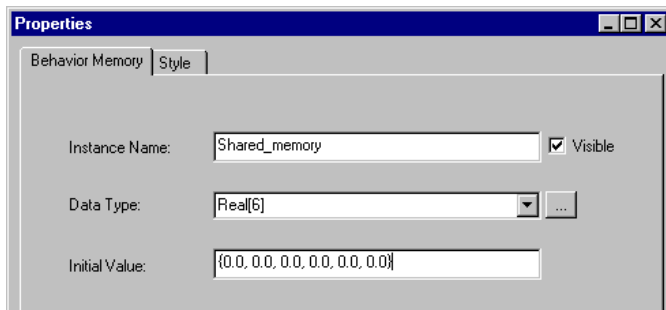 Properties
Behavior Memory Style
Instance Name: Shared_memory Visible
Data Type: Real[6] ...
Initial Value: {0.0, 0.0, 0.0, 0.0, 0.0, 0.0}